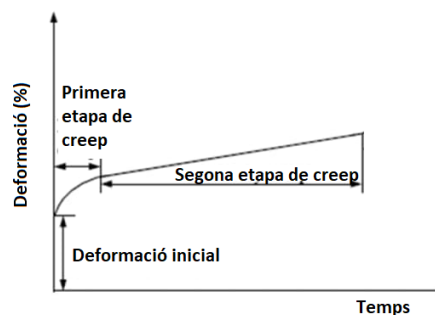 Deformació (%)
Primera
etapa de
creep
Segona etapa de creep
Deformació inicial
Temps